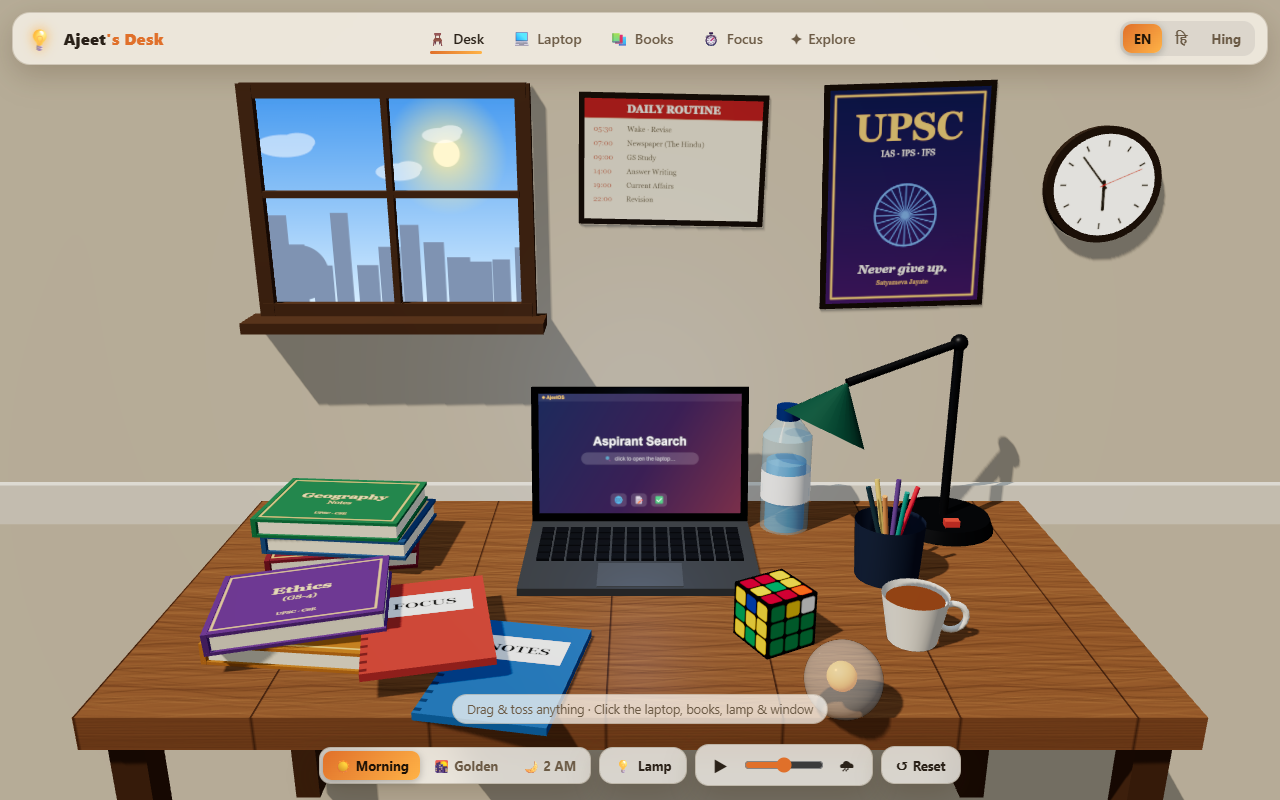 Ajeet's Desk
Desk
Laptop
Books
Focus
Explore
EN
हि
Hing
DAILY ROUTINE
05:30 Wake · Revise
07:00 Newspaper (The Hindu)
09:00 GS Study
14:00 Answer Writing
19:00 Current Affairs
22:00 Revision
UPSC
IAS · IPS · IFS
Never give up.
Satyameva Jayate
AjeetOS
Aspirant Search
click to open the laptop...
Geography
Notes
UPSC · CSE
Ethics
(GS-4)
UPSC · CSE
FOCUS
NOTES
Drag & toss anything · Click the laptop, books, lamp & window
Morning
Golden
2 AM
Lamp
Reset